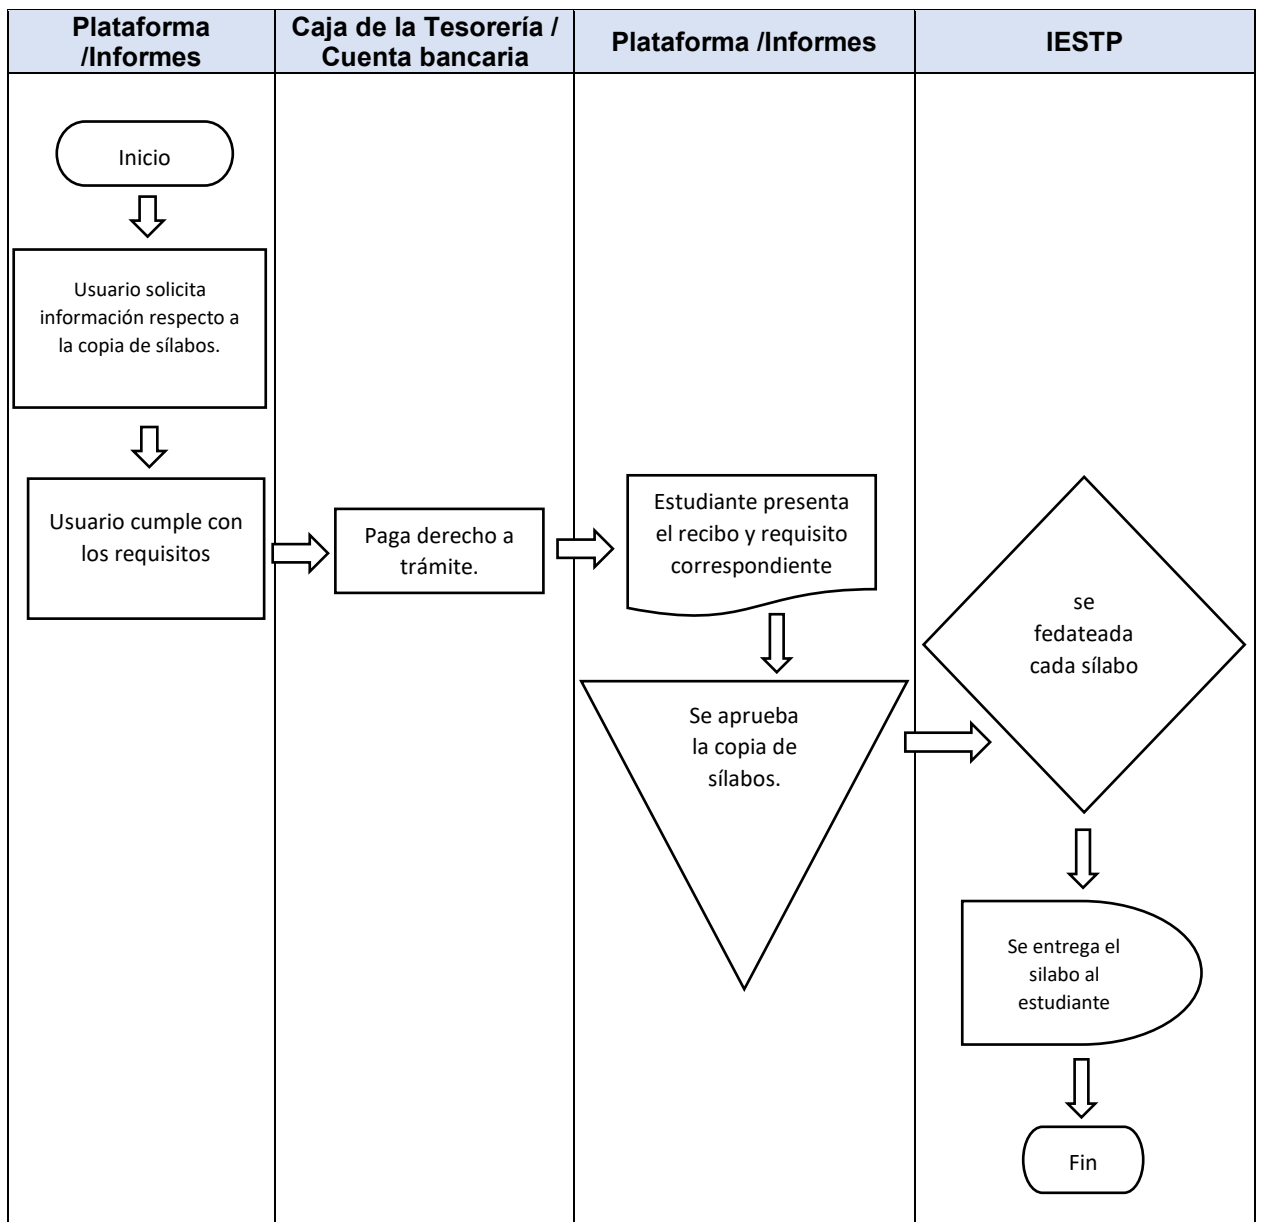 Plataforma
/Informes
Caja de la Tesorería /
Cuenta bancaria
Plataforma /Informes
IESTP
Inicio
Usuario solicita
información respecto a
la copia de sílabos.
Usuario cumple con
los requisitos
Paga derecho a
trámite.
Estudiante presenta
el recibo y requisito
correspondiente
Se aprueba
la copia de
sílabos.
se
fedateada
cada sílabo
Se entrega el
silabo al
estudiante
Fin